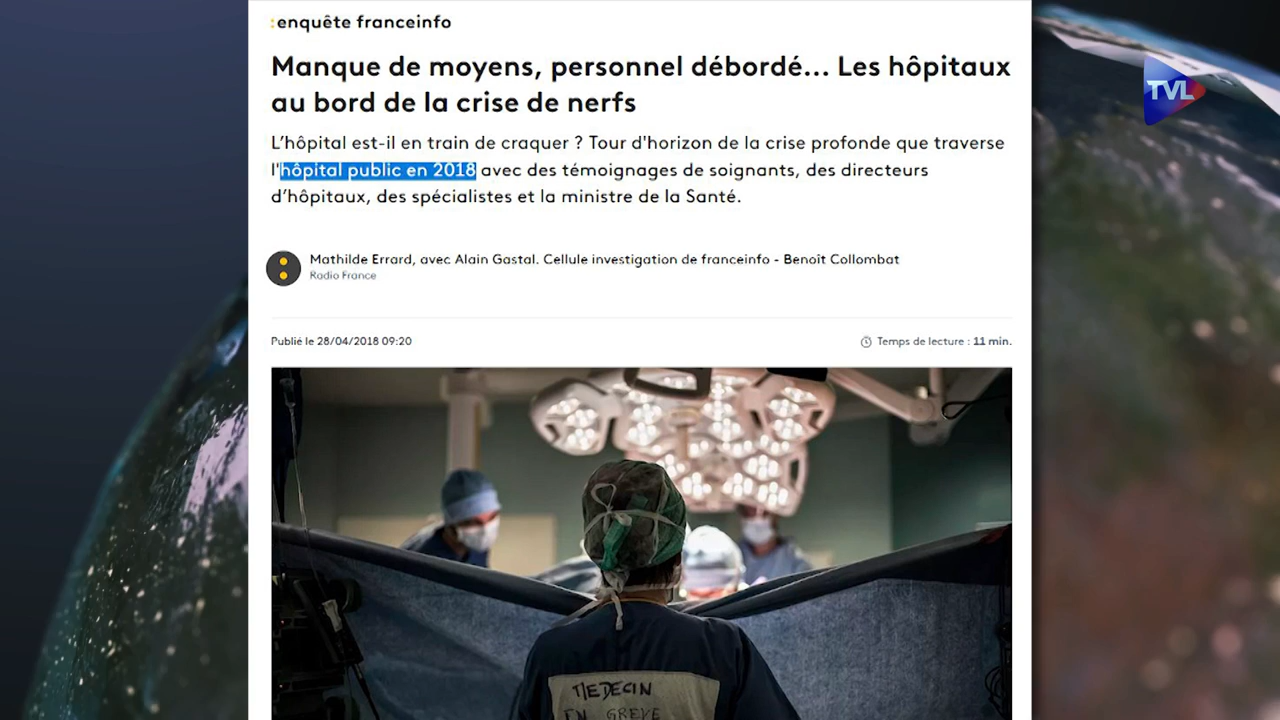 :enquête franceinfo
Manque de moyens, personnel débordé... Les hôpitaux
au bord de la crise de nerfs
L'hôpital est-il en train de craquer ? Tour d'horizon de la crise profonde que traverse
l'hôpital public en 2018 avec des témoignages de soignants, des directeurs
d'hôpitaux, des spécialistes et la ministre de la Santé.
Mathilde Errard, avec Alain Gastal. Cellule investigation de franceinfo - Benoît Collombat
Radio France
Publié le 28/04/2018 09:20
Temps de lecture : 11 min.
TVL
MEDECIN
EN GREVE